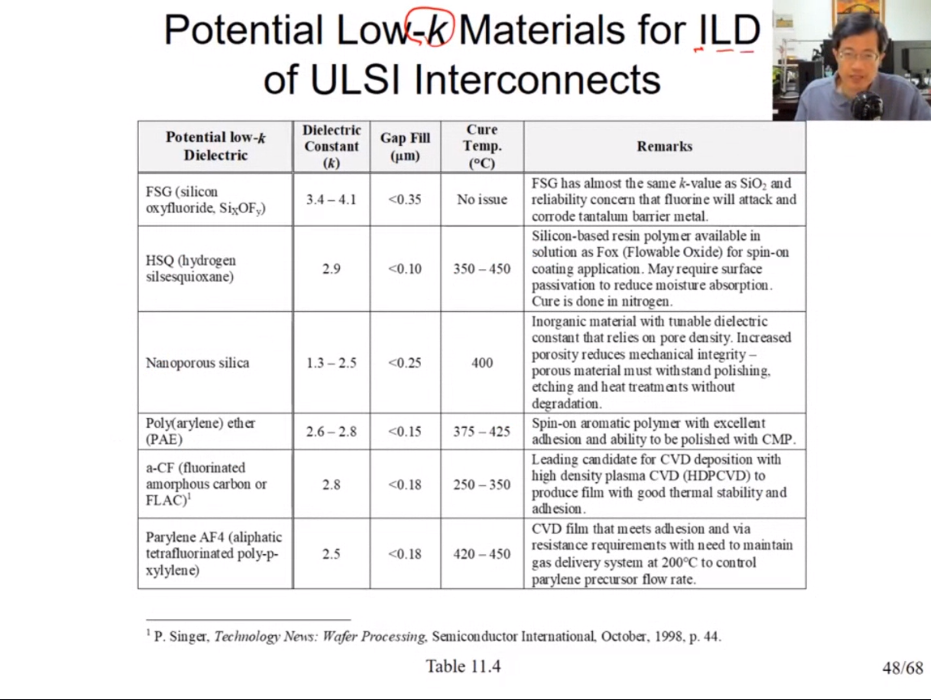 Potential Low-k Materials for ILD
of ULSI Interconnects
Potential low-k
Dielectric
Dielectric
Constant
(k)
Gap Fill
(μm)
Cure
Temp.
(°C)
Remarks
FSG (silicon
oxyfluoride, SiₓOFᵧ)
3.4 – 4.1
<0.35
No issue
FSG has almost the same k-value as SiO₂ and
reliability concern that fluorine will attack and
corrode tantalum barrier metal.
HSQ (hydrogen
silsesquioxane)
2.9
<0.10
350 – 450
Silicon-based resin polymer available in
solution as Fox (Flowable Oxide) for spin-on
coating application. May require surface
passivation to reduce moisture absorption.
Cure is done in nitrogen.
Nanoporous silica
1.3 – 2.5
<0.25
400
Inorganic material with tunable dielectric
constant that relies on pore density. Increased
porosity reduces mechanical integrity –
porous material must withstand polishing,
etching and heat treatments without
degradation.
Poly(arylene) ether
(PAE)
2.6 – 2.8
<0.15
375 – 425
Spin-on aromatic polymer with excellent
adhesion and ability to be polished with CMP.
a-CF (fluorinated
amorphous carbon or
FLAC)¹
2.8
<0.18
250 – 350
Leading candidate for CVD deposition with
high density plasma CVD (HDPCVD) to
produce film with good thermal stability and
adhesion.
Parylene AF4 (aliphatic
tetrafluorinated poly-p-
xylylene)
2.5
<0.18
420 – 450
CVD film that meets adhesion and via
resistance requirements with need to maintain
gas delivery system at 200°C to control
parylene precursor flow rate.
¹ P. Singer, Technology News: Wafer Processing, Semiconductor International, October, 1998, p. 44.
Table 11.4
48/68